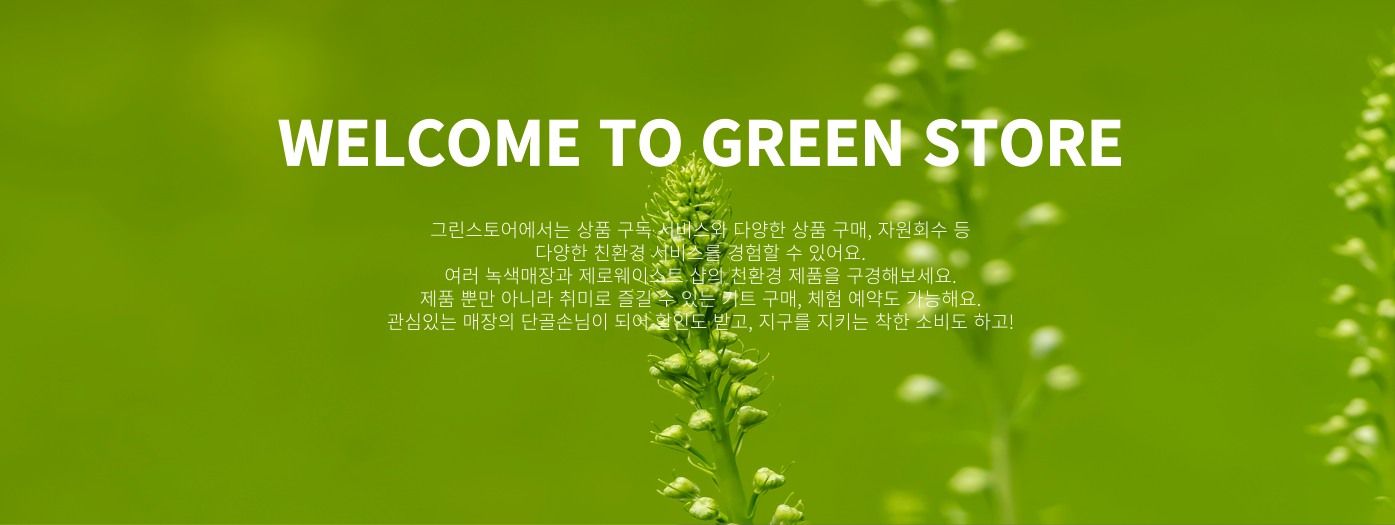 WELCOME TO GREEN STORE
그린스토어에서는 상품 구독 서비스와 다양한 상품 구매, 자원회수 등
다양한 친환경 서비스를 경험할 수 있어요.
여러 녹색매장과 제로웨이스트 샵의 친환경 제품을 구경해보세요.
제품 뿐만 아니라 취미로 즐길 수 있는 키트 구매, 체험 예약도 가능해요.
관심있는 매장의 단골손님이 되어 할인도 받고, 지구를 지키는 착한 소비도 하고!